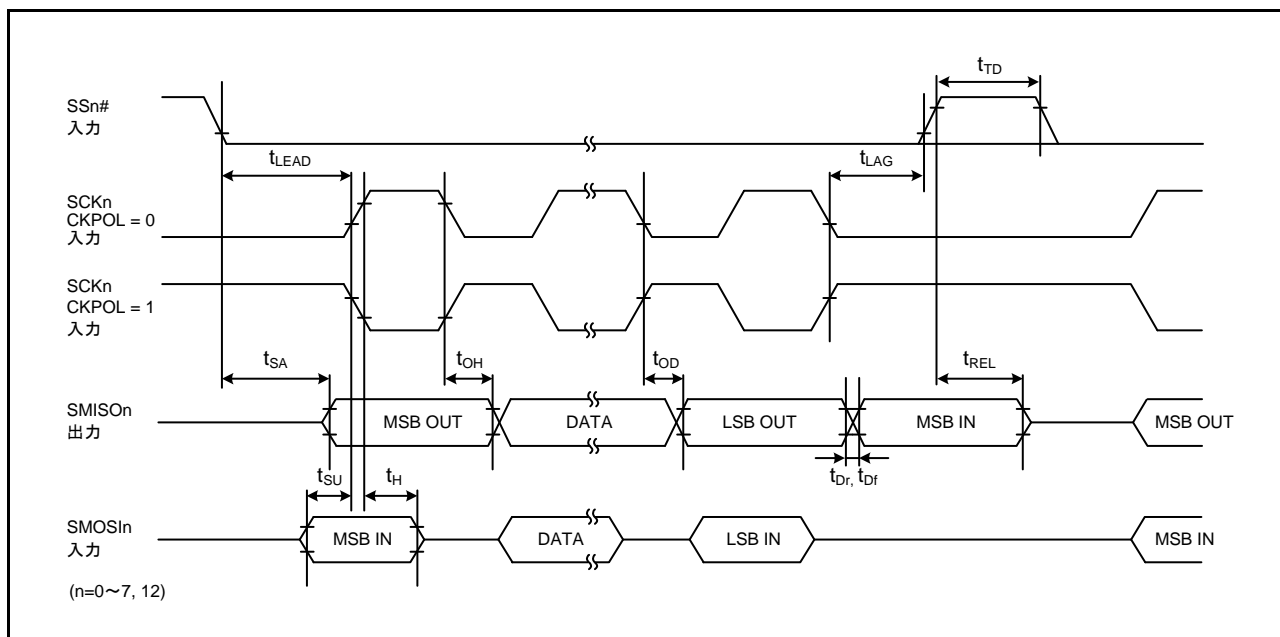 tTD
SSn#
入力
tLEAD
tLAG
SCKn
CKPOL = 0
入力
SCKn
CKPOL = 1
入力
tSA
tOH
tOD
tREL
SMISOn
出力
MSB OUT
DATA
LSB OUT
MSB IN
MSB OUT
tSU
tH
tDr, tDf
SMOSIn
入力
MSB IN
DATA
LSB IN
MSB IN
(n=0～7, 12)